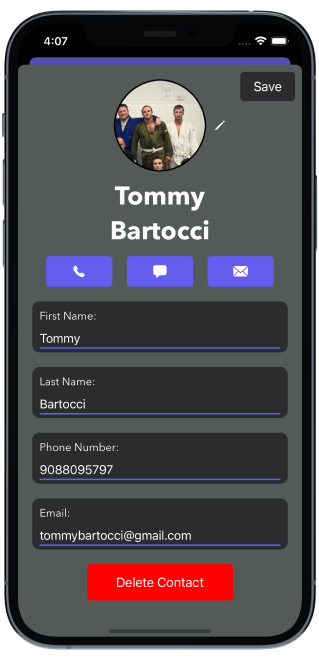 4:07
Save
Tommy
Bartocci
First Name:
Tommy
Last Name:
Bartocci
Phone Number:
9088095797
Email:
tommybartocci@gmail.com
Delete Contact